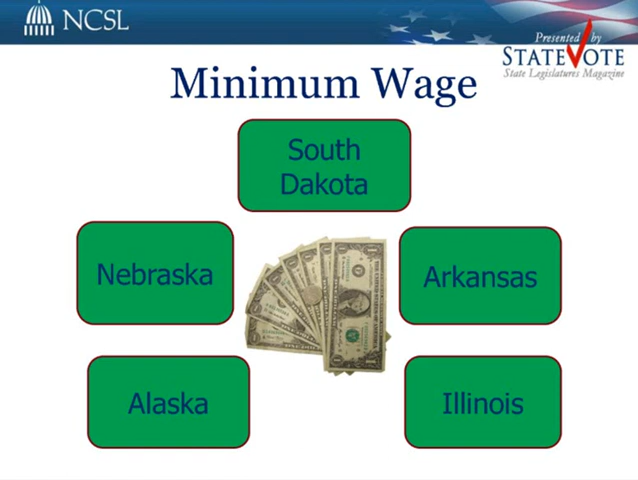 NCSL
Presented by
STATEVOTE
State Legislatures Magazine
Minimum Wage
South
Dakota
Nebraska
Arkansas
Alaska
Illinois